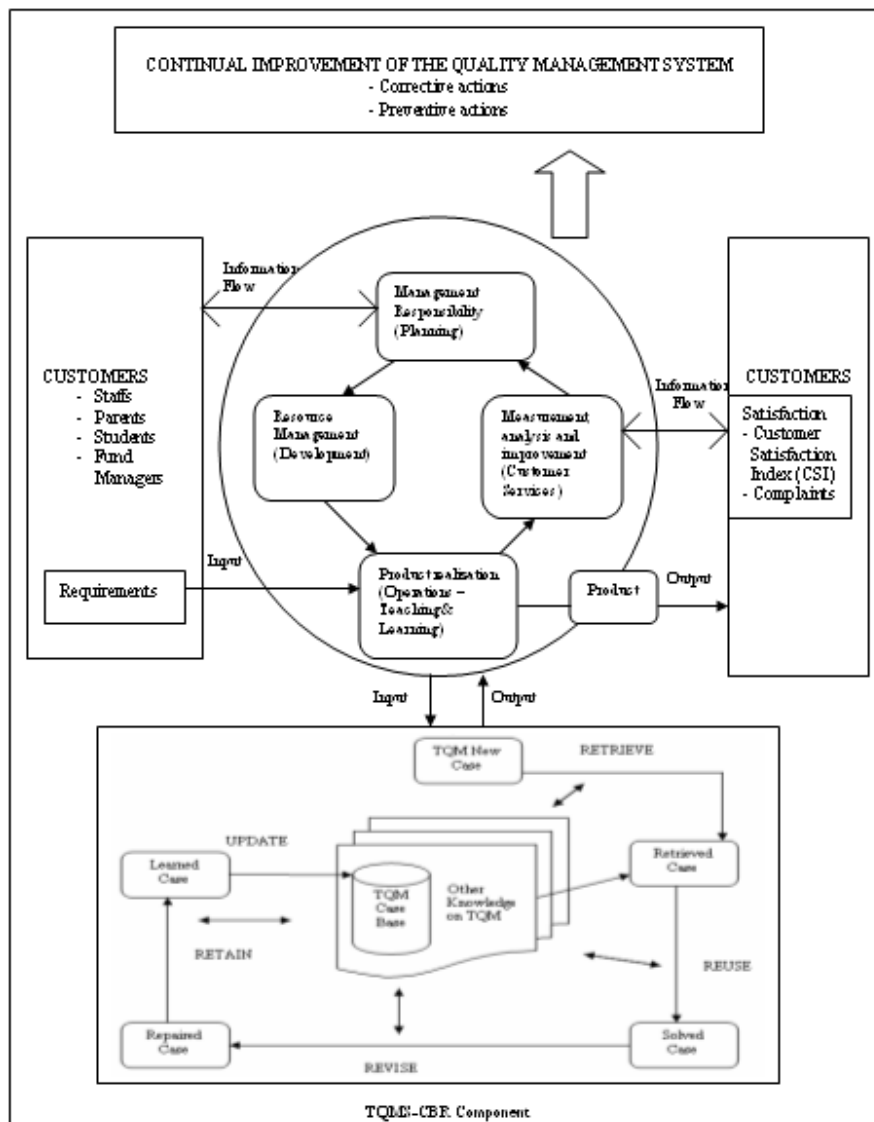 CONTINUAL IMPROVEMENT OF THE QUALITY MANAGEMENT SYSTEM
- Corrective actions
- Preventive actions
Information
Flow
Management
Responsibility
(Planning)
CUSTOMERS
- Staffs
- Parents
- Students
- Fund
Managers
Resource
Management
(Development)
Measurement,
analysis and
improvement
(Customer
Services)
Information
Flow
CUSTOMERS
Satisfaction
- Customer
Satisfaction
Index (CSI)
- Complaints
Requirements
Input
Product realisation
(Operations –
Teaching &
Learning)
Product
Output
Input
Output
TQM New
Case
RETRIEVE
UPDATE
Learned
Case
TQM
Case
Base
Other
Knowledge
on TQM
Retrieved
Case
RETAIN
REUSE
Repaired
Case
Solved
Case
REVISE
TQMS-CBR Component